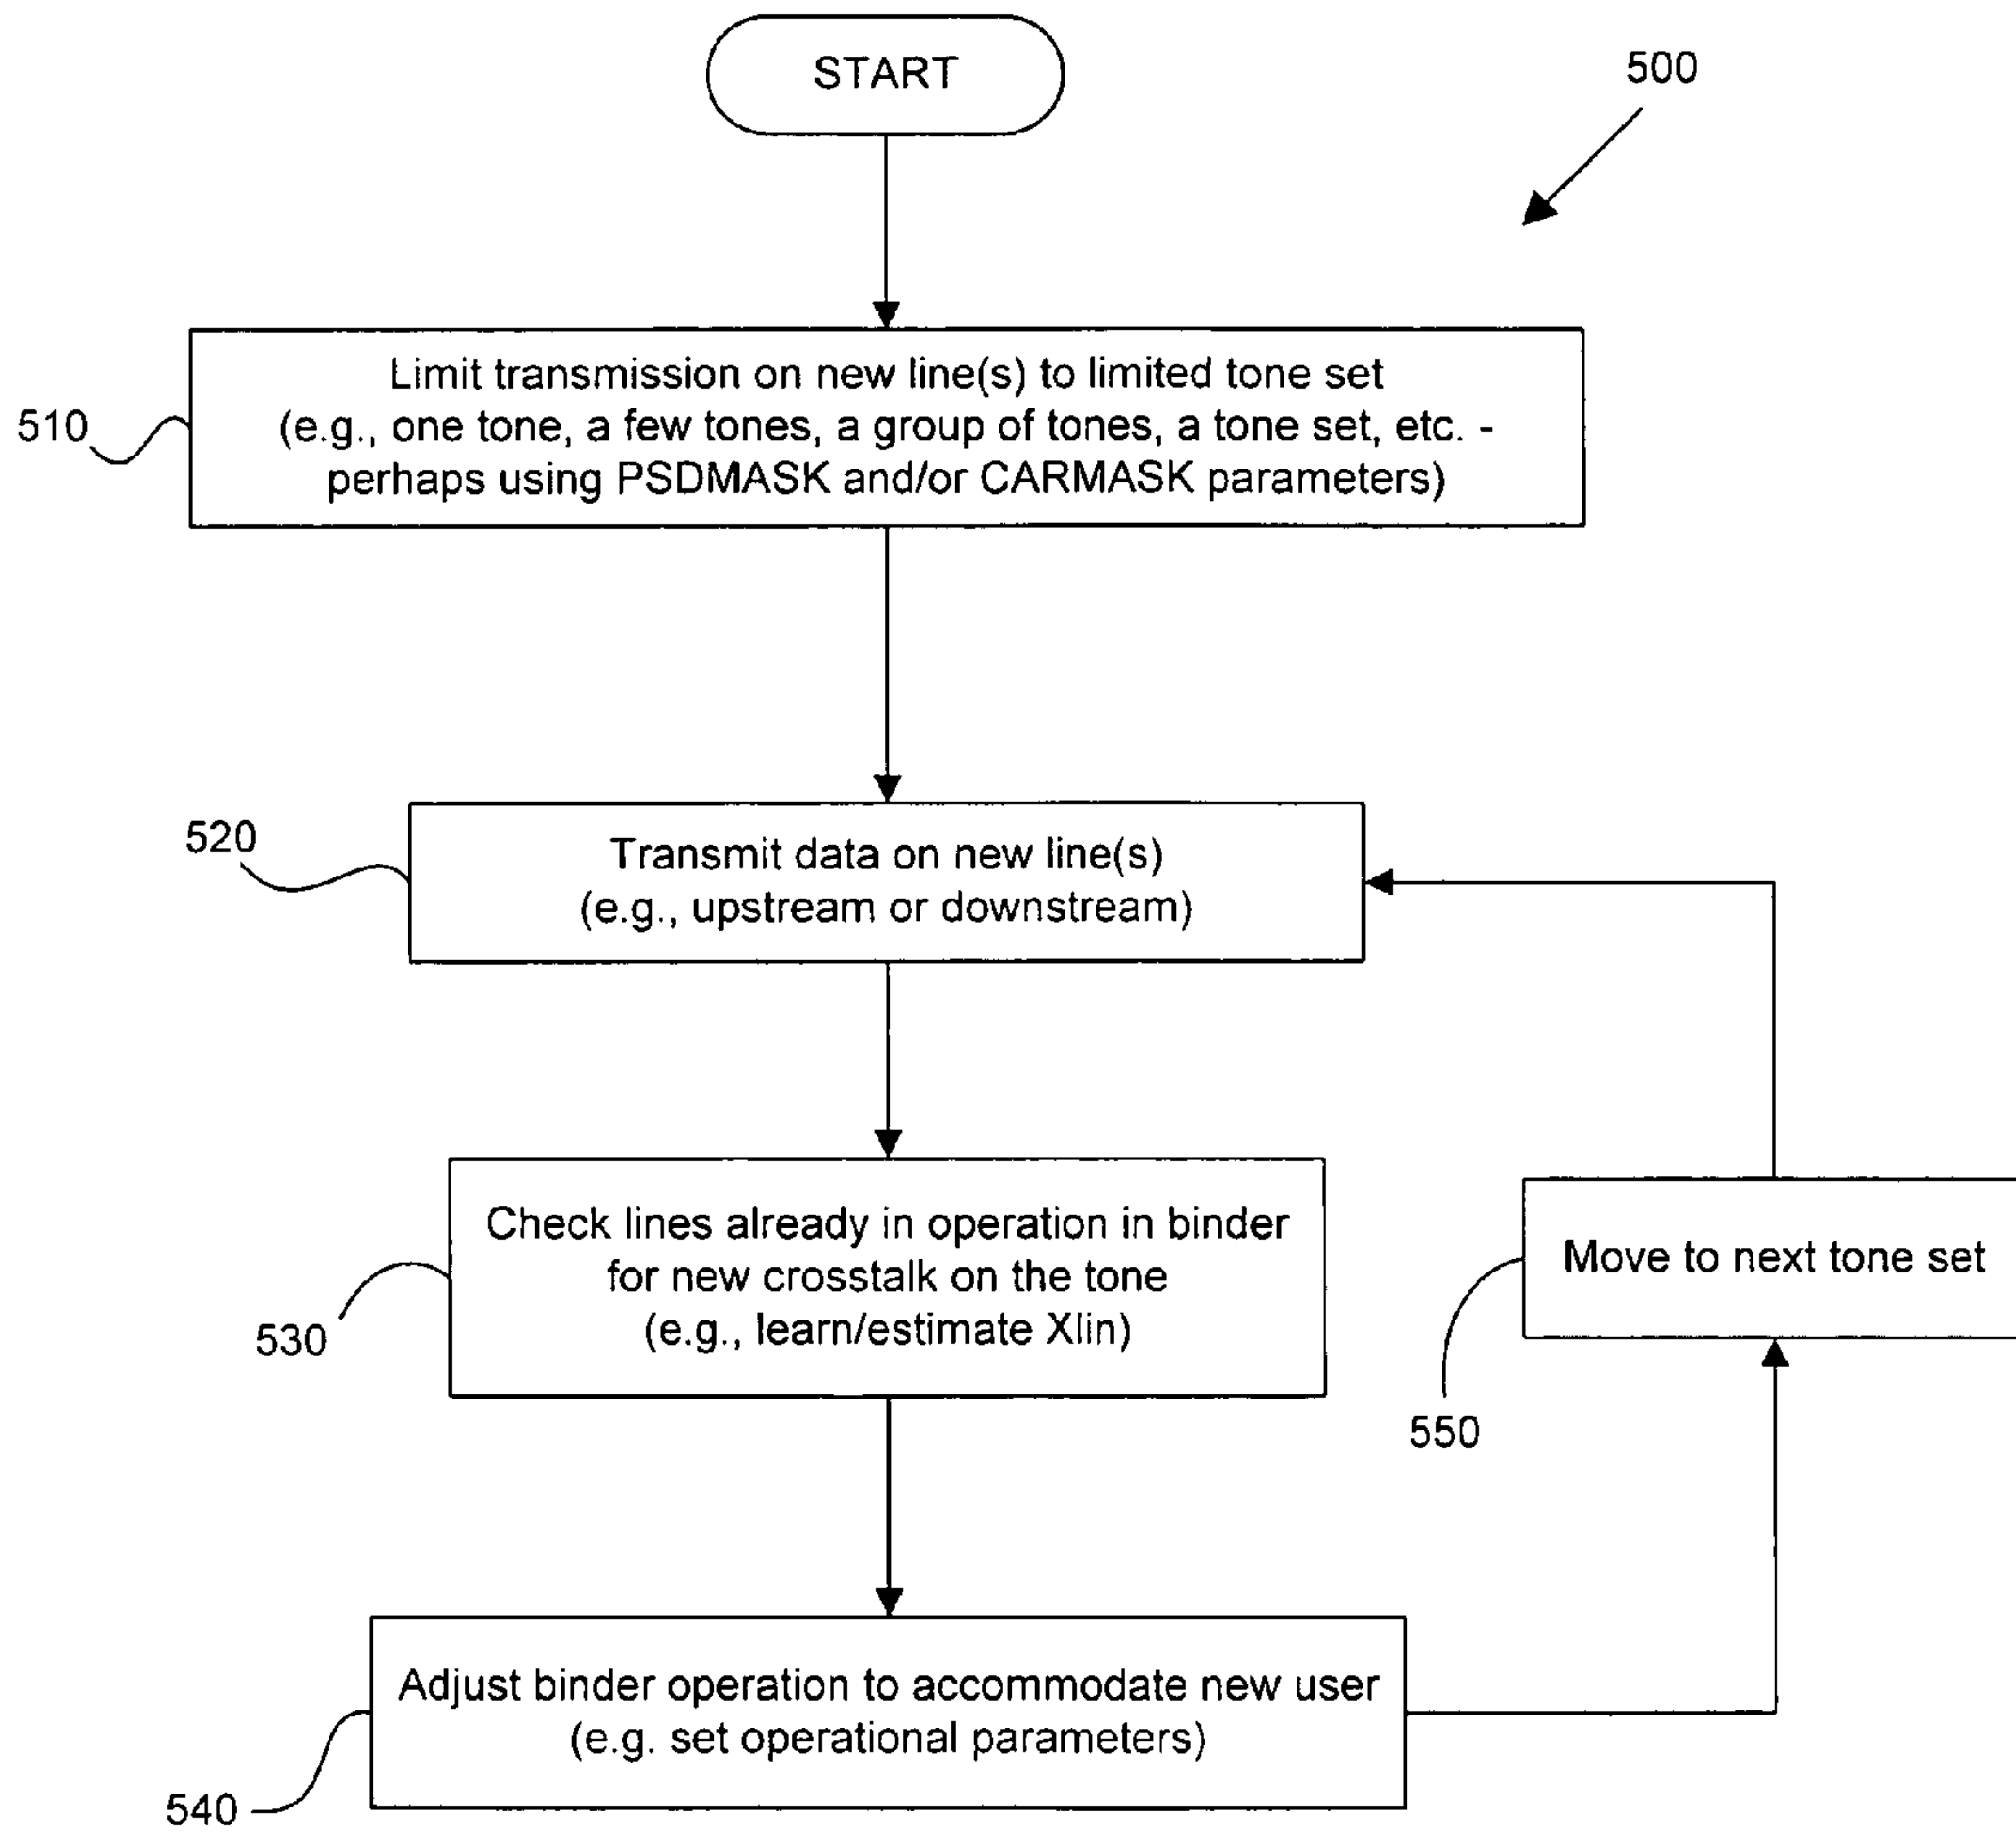 START
500
Limit transmission on new line(s) to limited tone set
(e.g., one tone, a few tones, a group of tones, a tone set, etc. -
perhaps using PSDMASK and/or CARMASK parameters)
510
520
Transmit data on new line(s)
(e.g., upstream or downstream)
Check lines already in operation in binder
for new crosstalk on the tone
(e.g., learn/estimate Xlin)
530
Move to next tone set
550
Adjust binder operation to accommodate new user
(e.g. set operational parameters)
540